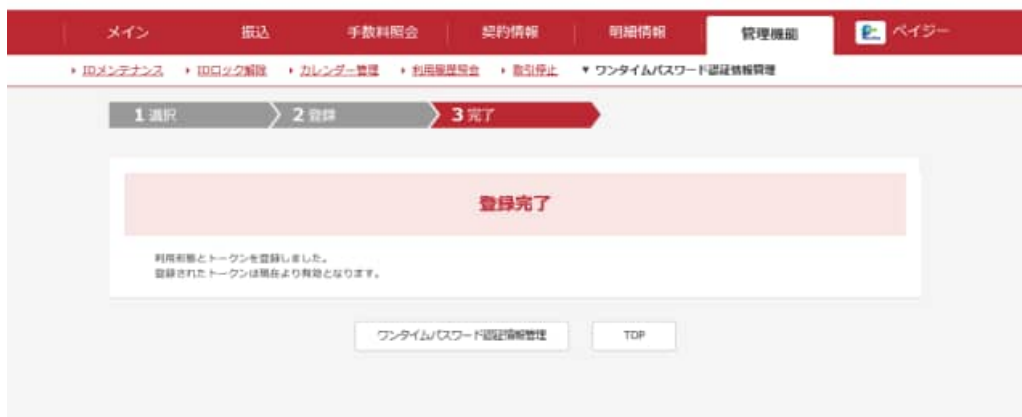 メイン 振込 手数料照会 契約情報 明細情報 管理機能 ペイジー
IDメンテナンス IDロック解除 カレンダー管理 利用履歴照会 取引停止 ▼ ワンタイムパスワード認証情報管理
1 選択 2 登録 3 完了
登録完了
利用形態とトークンを登録しました。
登録されたトークンは現在より有効となります。
ワンタイムパスワード認証情報管理 TOP